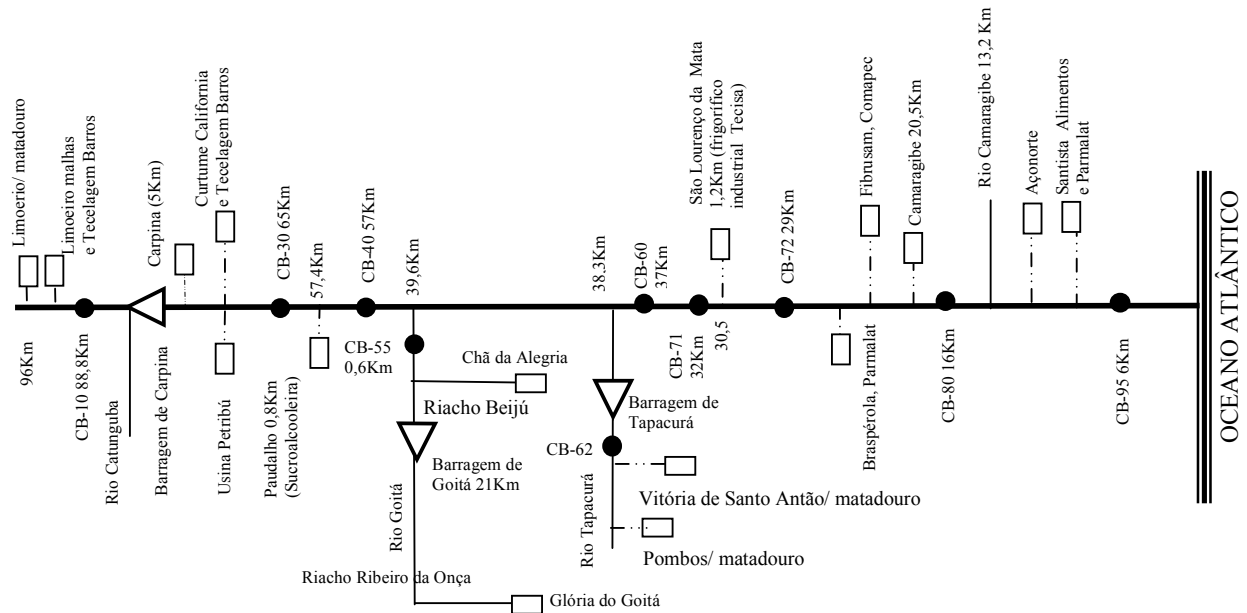 Limoerio/ matadouro
Limoeiro malhas
e Tecelagem Barros
Carpina (5Km)
Curtume California
e Tecelagem Barros
CB-30 65Km
57,4Km
CB-40 57Km
39,6Km
38,3Km
CB-60
37Km
São Lourenço da Mata
1,2Km (frigorífico
industrial Tecisa)
CB-72 29Km
Fibnusam, Comapec
Camaragibe 20,5Km
Rio Camaragibe 13,2 Km
Açonorte
Santista Alimentos
e Parmalat
96Km
CB-10 88,8Km
Rio Catunguba
Barragem de Carpina
Usina Petribú
Paudalho 0,8Km
(Sucroalcooleira)
CB-55
0,6Km
Chã da Alegria
Riacho Beijú
Barragem de
Goitá 21Km
Rio Goitá
Riacho Ribeiro da Onça
Glória do Goitá
Barragem de
Tapacurá
CB-62
Rio Tapacurá
Vitória de Santo Antão/ matadouro
Pombos/ matadouro
CB-71
32Km
30,5
Braspérola, Parmalat
CB-80 16Km
CB-95 6Km
OCEANO ATLÂNTICO